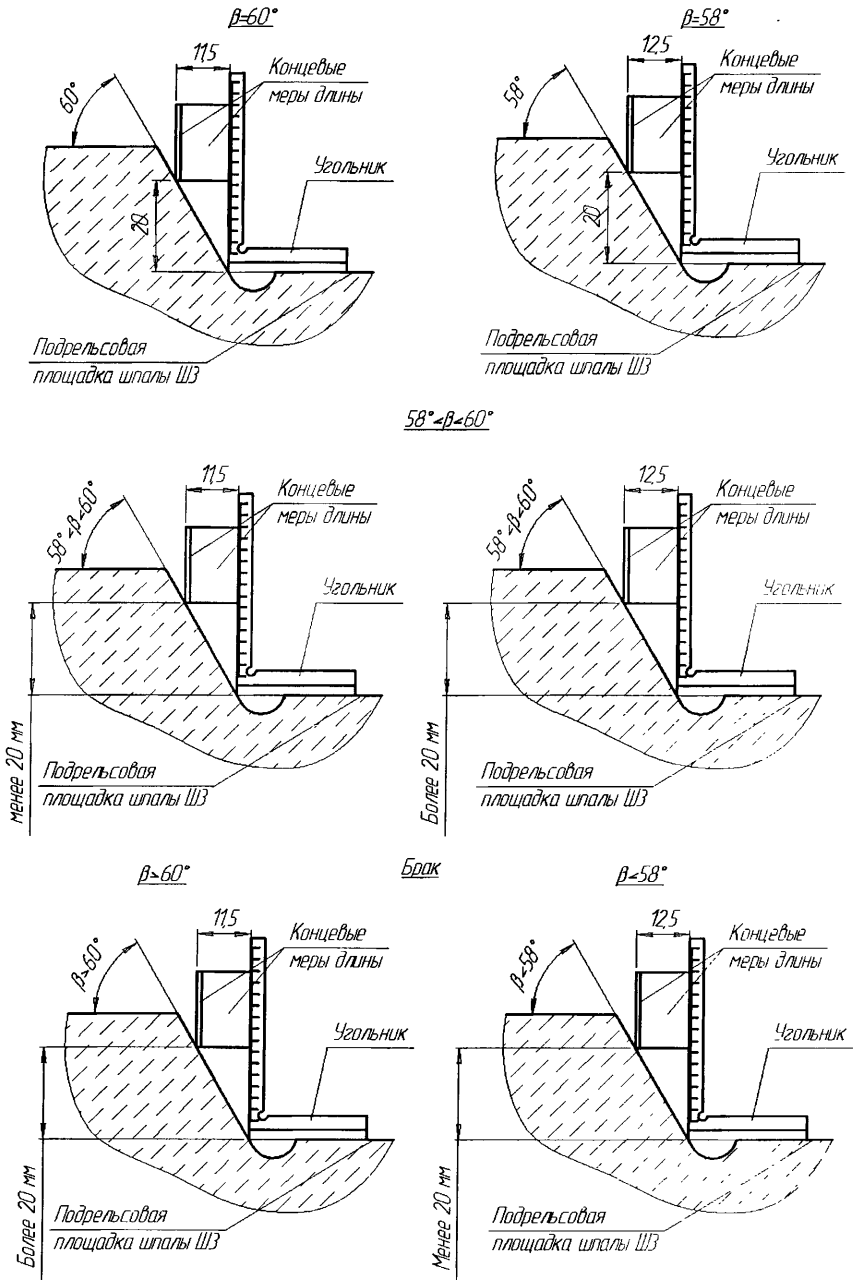 β=60°
11,5
60°
Концевые
меры длины
Угольник
20
Подрельсовая
площадка шпалы Ш3
β=58°
12,5
58°
Концевые
меры длины
Угольник
20
Подрельсовая
площадка шпалы Ш3
58°<β<60°
11,5
58°<β<60°
Концевые
меры длины
Угольник
менее 20 мм
Подрельсовая
площадка шпалы Ш3
12,5
58°<β<60°
Концевые
меры длины
Угольник
Более 20 мм
Подрельсовая
площадка шпалы Ш3
Брак
β>60°
11,5
β>60°
Концевые
меры длины
Угольник
Более 20 мм
Подрельсовая
площадка шпалы Ш3
β<58°
12,5
β<58°
Концевые
меры длины
Угольник
Менее 20 мм
Подрельсовая
площадка шпалы Ш3